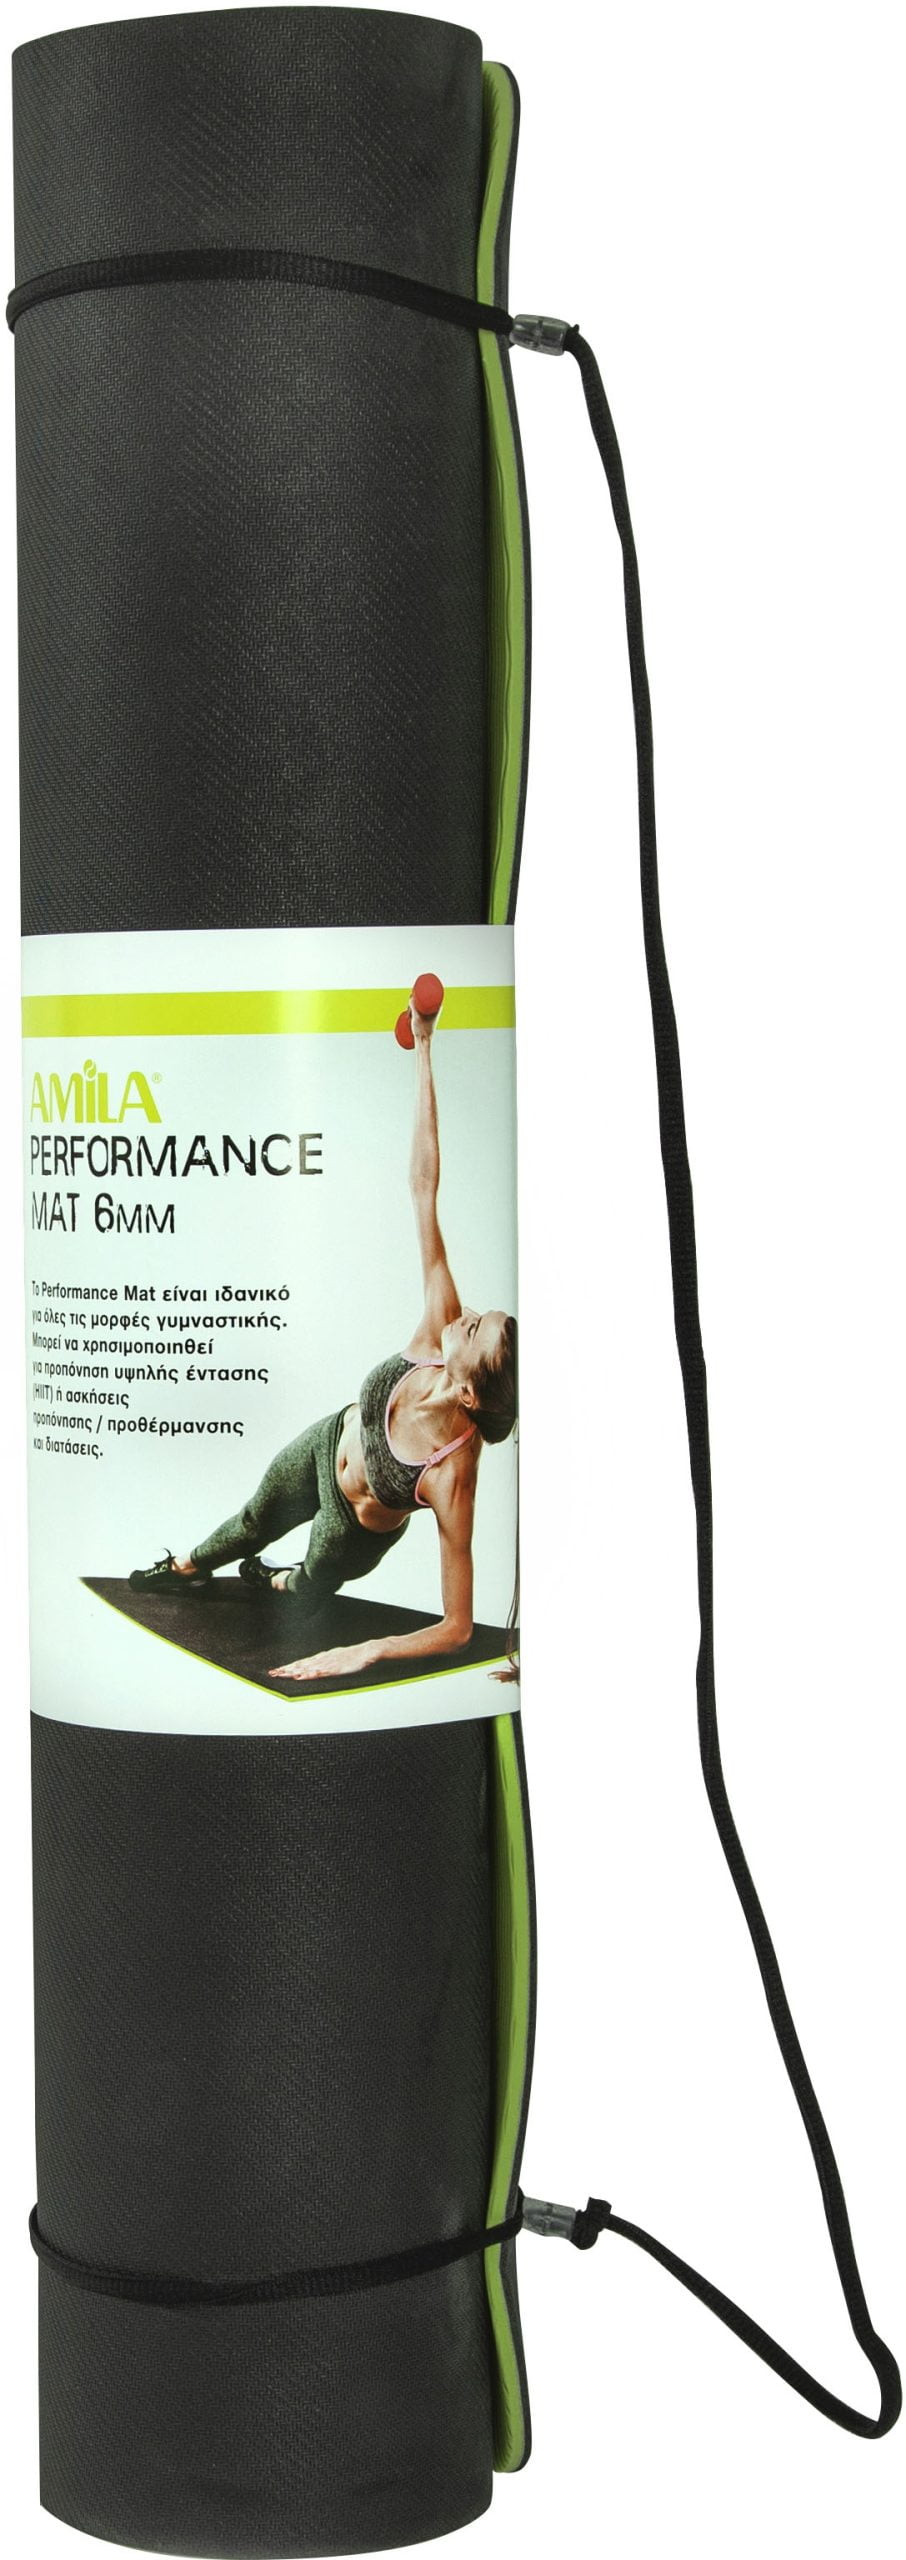 AMiLA®
PERFORMANCE
MAT 6MM
Το Performance Mat είναι ιδανικό
για όλες τις μορφές γυμναστικής.
Μπορεί να χρησιμοποιηθεί
για προπόνηση υψηλής έντασης
(HIIT) ή ασκήσεις
προπόνησης / προθέρμανσης
και διατάσεις.